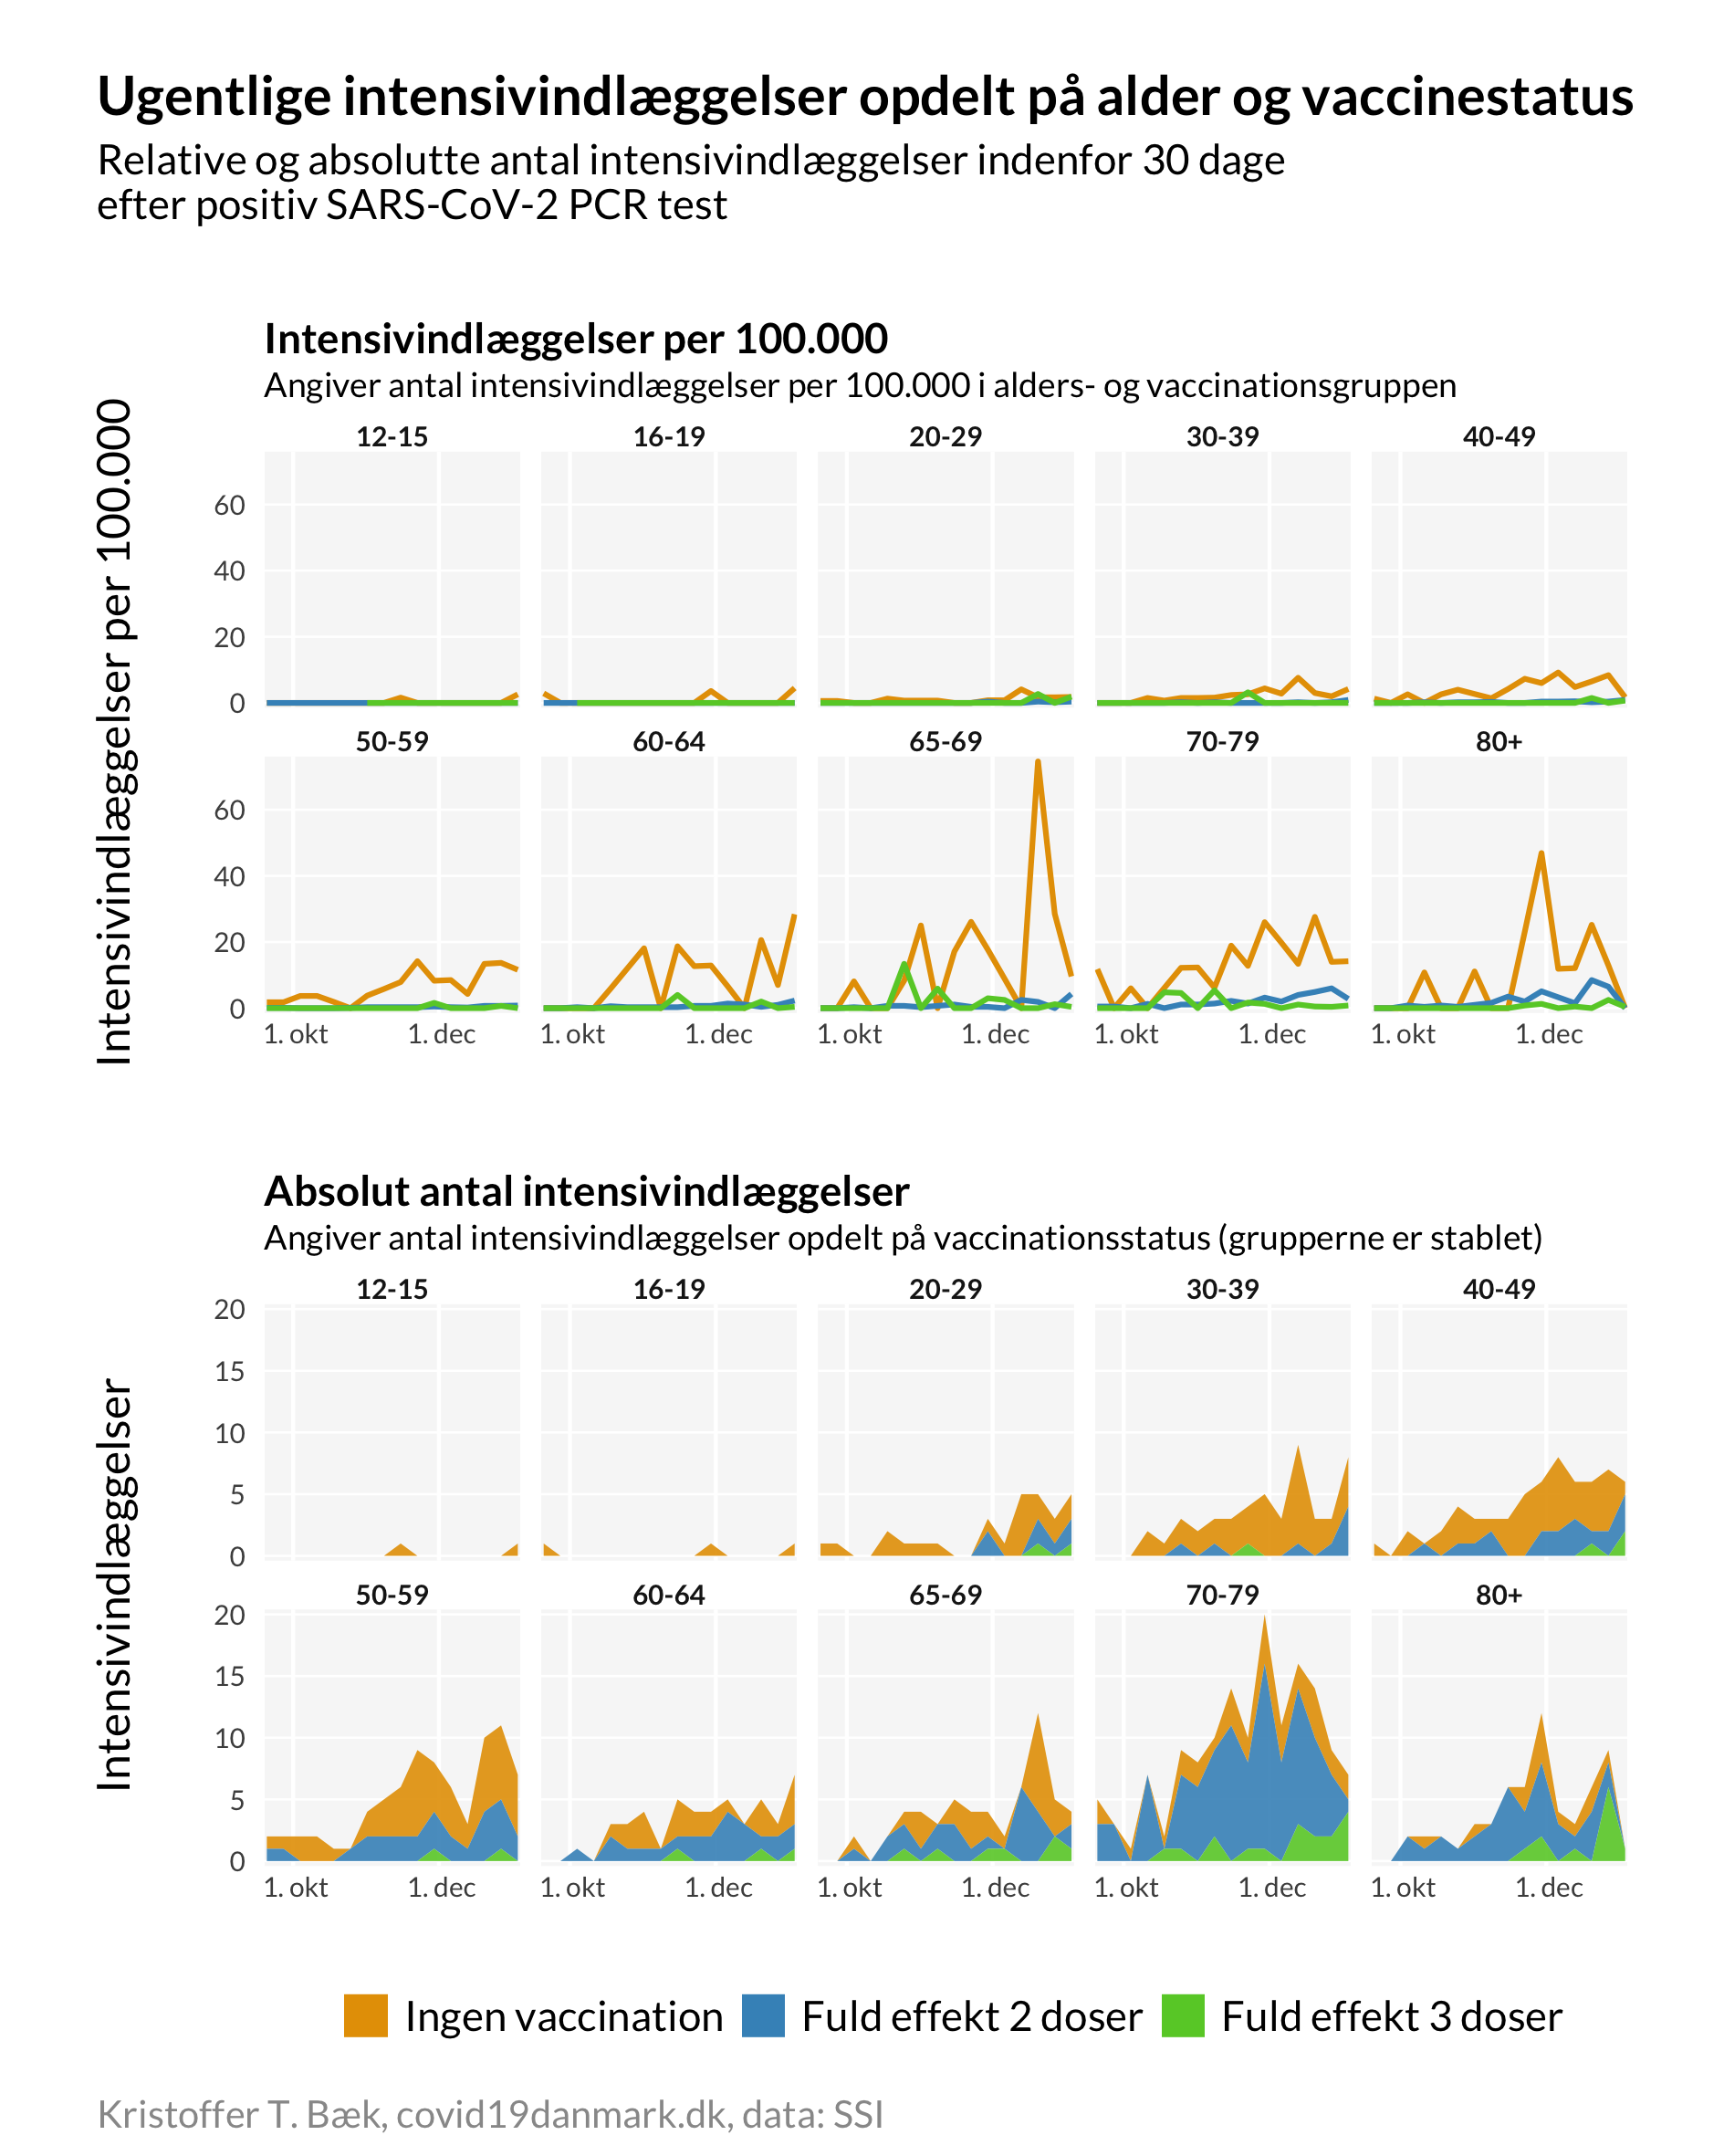 Ugentlige intensivindlæggelser opdelt på alder og vaccinestatus
Relative og absolutte antal intensivindlæggelser indenfor 30 dage
efter positiv SARS-CoV-2 PCR test
Intensivindlæggelser per 100.000
Angiver antal intensivindlæggelser per 100.000 i alders- og vaccinationsgruppen
Intensivindlæggelser per 100.000
12-15 16-19 20-29 30-39 40-49
60
40
20
0
50-59 60-64 65-69 70-79 80+
60
40
20
0
1. okt 1. dec 1. okt 1. dec 1. okt 1. dec 1. okt 1. dec 1. okt 1. dec
Absolut antal intensivindlæggelser
Angiver antal intensivindlæggelser opdelt på vaccinationsstatus (grupperne er stablet)
Intensivindlæggelser
12-15 16-19 20-29 30-39 40-49
20
15
10
5
0
50-59 60-64 65-69 70-79 80+
20
15
10
5
0
1. okt 1. dec 1. okt 1. dec 1. okt 1. dec 1. okt 1. dec 1. okt 1. dec
Ingen vaccination Fuld effekt 2 doser Fuld effekt 3 doser
Kristoffer T. Bæk, covid19danmark.dk, data: SSI